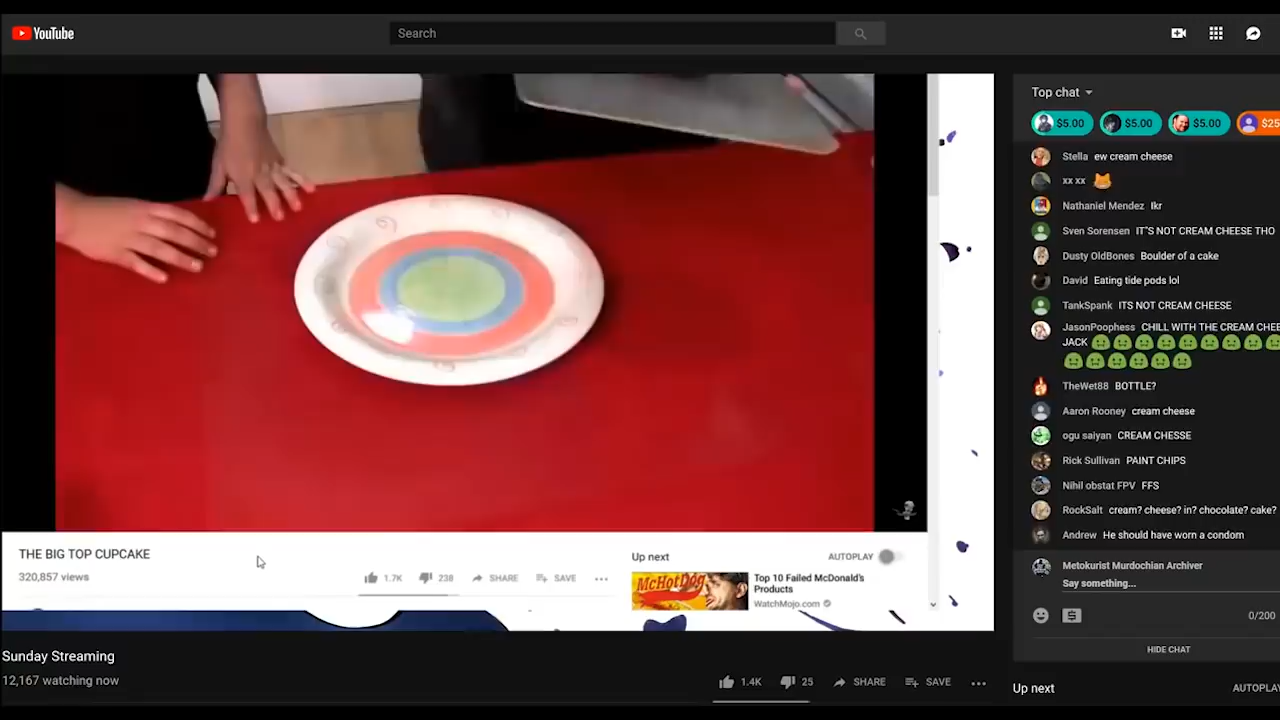 YouTube
Search
THE BIG TOP CUPCAKE
320,857 views
1.7K
238
SHARE
SAVE
Up next
AUTOPLAY
McHotDog
Top 10 Failed McDonald's
Products
WatchMojo.com
Sunday Streaming
12,167 watching now
1.4K
25
SHARE
SAVE
Top chat
$5.00
$5.00
$5.00
$25
Stella ew cream cheese
xx xx
Nathaniel Mendez Ikr
Sven Sorensen IT'S NOT CREAM CHEESE THO
Dusty OldBones Boulder of a cake
David Eating tide pods lol
TankSpank ITS NOT CREAM CHEESE
JasonPoophess CHILL WITH THE CREAM CHEE
JACK
TheWet88 BOTTLE?
Aaron Rooney cream cheese
ogu saiyan CREAM CHESSE
Rick Sullivan PAINT CHIPS
Nihil obstat FPV FFS
RockSalt cream? cheese? in? chocolate? cake?
Andrew He should have worn a condom
Metokurist Murdochian Archiver
Say something...
0/200
HIDE CHAT
Up next
AUTOPLAY